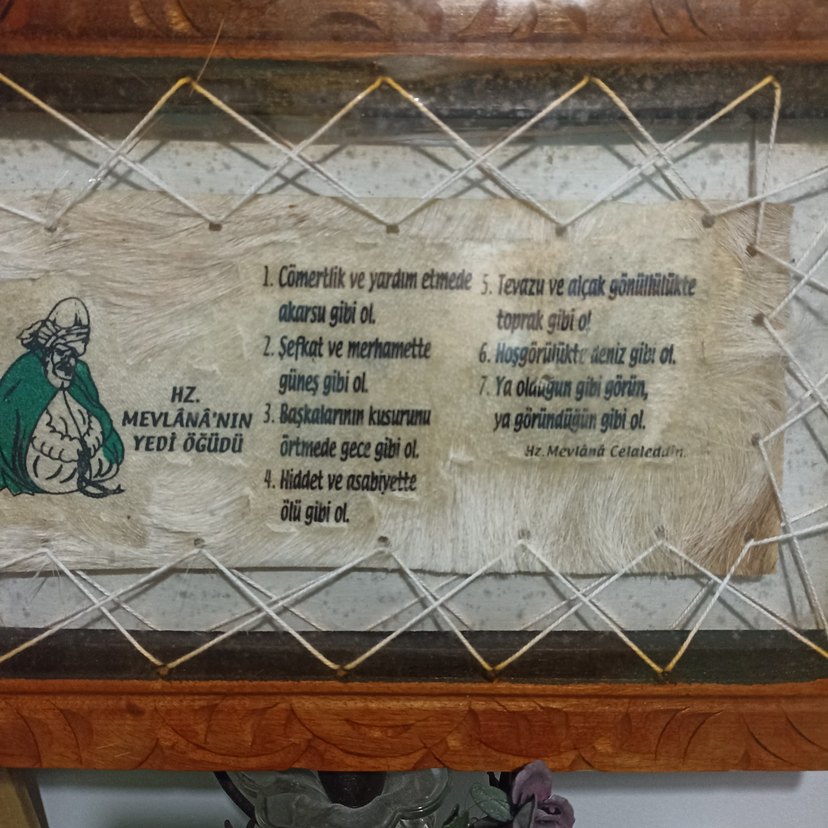 HZ.
MEVLÂNÂ'NIN
YEDİ ÖĞÜDÜ
1. Cömertlik ve yardım etmede
akarsu gibi ol.
2. Şefkat ve merhamette
güneş gibi ol.
3. Başkalarının kusurunu
örtmede gece gibi ol.
4. Hiddet ve asabiyette
ölü gibi ol.
5. Tevazu ve alçak gönüllülükte
toprak gibi ol
6. Hoşgörülükte deniz gibi ol.
7. Ya olduğun gibi görün,
ya göründüğün gibi ol.
Hz. Mevlânâ Celaleddin.